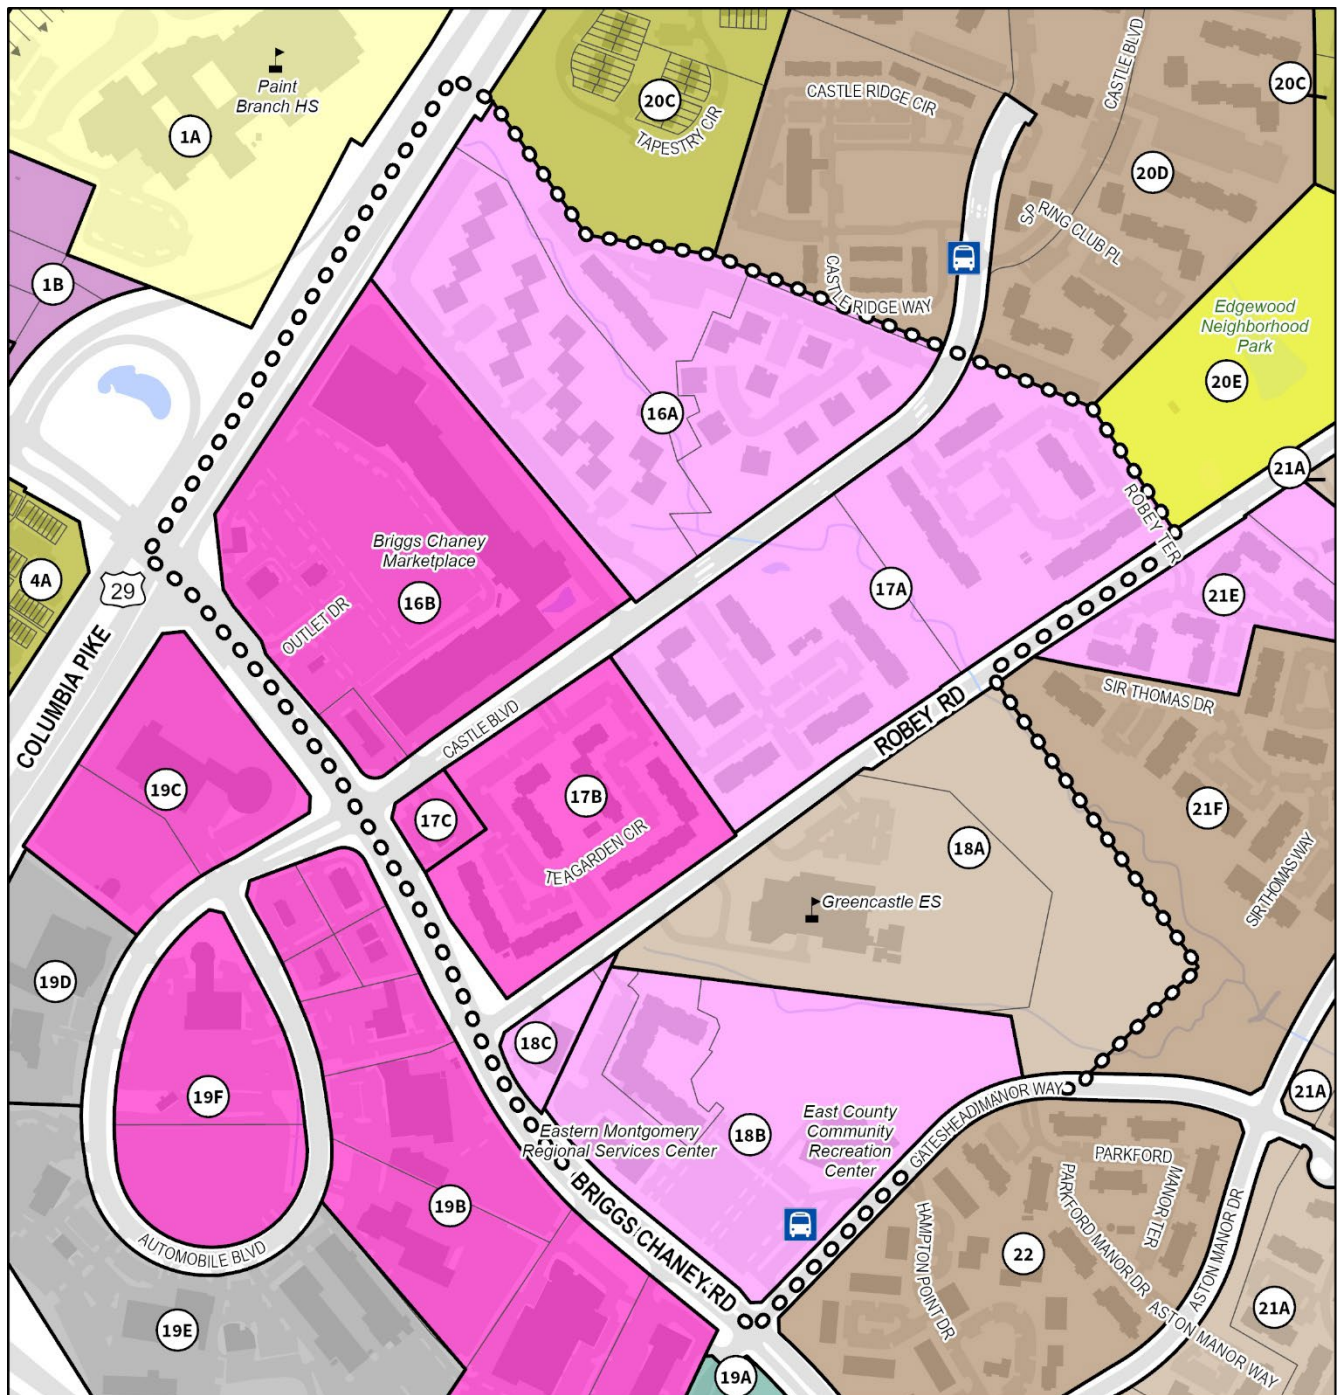 Paint
Branch HS
1A
20C
TAPESTRY CIR
CASTLE RIDGE CIR
CASTLE BLVD
20C
20D
SPRING CLUB PL
1B
CASTLE RIDGE WAY
Edgewood
Neighborhood
Park
20E
16A
21A
ROBEY TER
Briggs Chaney
Marketplace
16B
OUTLET DR
4A
29
COLUMBIA PIKE
17A
21E
SIR THOMAS DR
ROBEY RD
CASTLE BLVD
19C
17C
17B
TEAGARDEN CIR
21F
SIR THOMAS WAY
18A
Greencastle ES
19D
18C
19F
Eastern Montgomery
Regional Services Center
18B
East County
Community
Recreation
Center
GATESHEAD MANOR WAY
21A
PARKFORD
MANOR TER
PARKFORD MANOR DR
19B
BRIGGS CHANEY RD
HAMPTON POINT DR
22
ASTON MANOR DR
AUTOMOBILE BLVD
19E
21A
ASTON MANOR WAY
19A